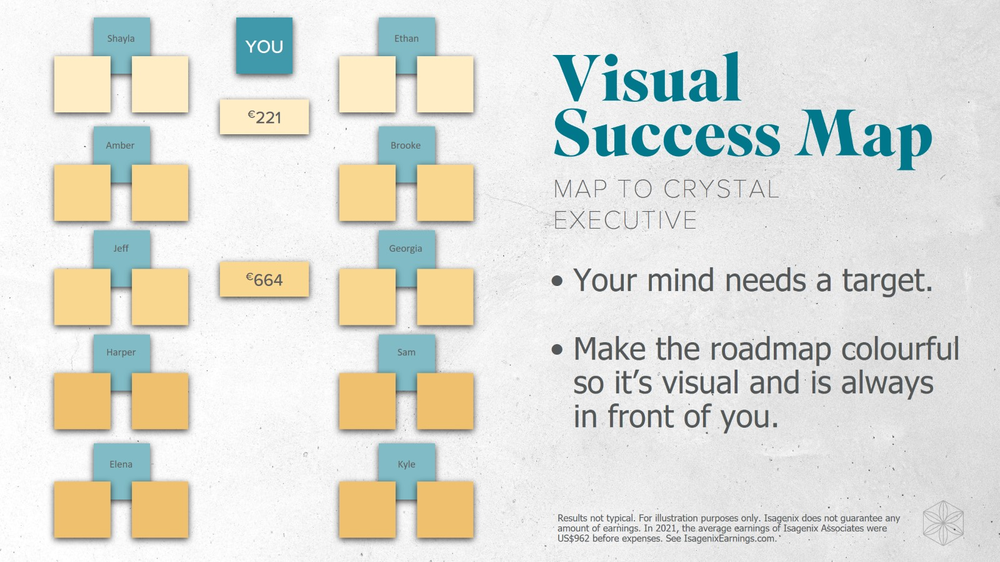 Shayla
YOU
Ethan
€221
Amber
Brooke
Jeff
Georgia
€664
Harper
Sam
Elena
Kyle
Visual
Success Map
MAP TO CRYSTAL
EXECUTIVE
• Your mind needs a target.
• Make the roadmap colourful
so it’s visual and is always
in front of you.
Results not typical. For illustration purposes only. Isagenix does not guarantee any
amount of earnings. In 2021, the average earnings of Isagenix Associates were
US$962 before expenses. See IsagenixEarnings.com.